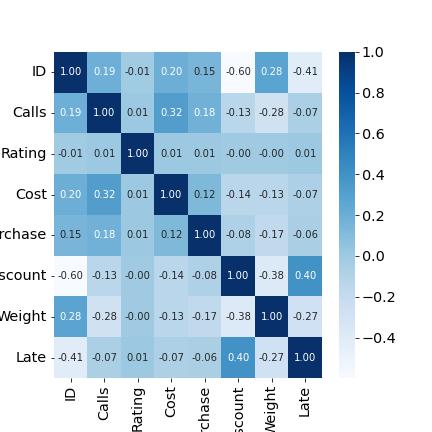 ID 1.00 0.19 -0.01 0.20 0.15 -0.60 0.28 -0.41
Calls 0.19 1.00 0.01 0.32 0.18 -0.13 -0.28 -0.07
Rating -0.01 0.01 1.00 0.01 0.01 -0.00 -0.00 0.01
Cost 0.20 0.32 0.01 1.00 0.12 -0.14 -0.13 -0.07
rchase 0.15 0.18 0.01 0.12 1.00 -0.08 -0.17 -0.06
scount -0.60 -0.13 -0.00 -0.14 -0.08 1.00 -0.38 0.40
Weight 0.28 -0.28 -0.00 -0.13 -0.17 -0.38 1.00 -0.27
Late -0.41 -0.07 0.01 -0.07 -0.06 0.40 -0.27 1.00
ID
Calls
Rating
Cost
rchase
scount
Weight
Late
1.0
0.8
0.6
0.4
0.2
0.0
−0.2
−0.4